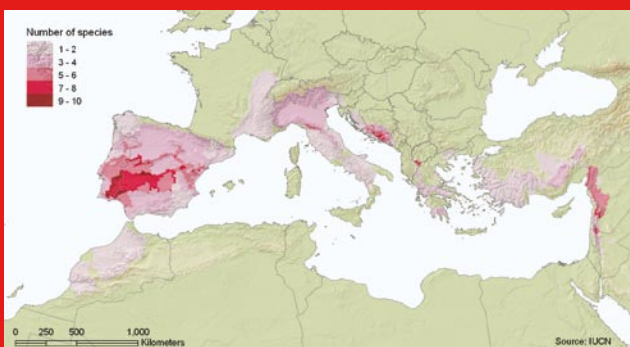 Number of species
1 - 2
3 - 4
5 - 6
7 - 8
9 - 10
0 250 500 1,000
Kilometers
Source: IUCN